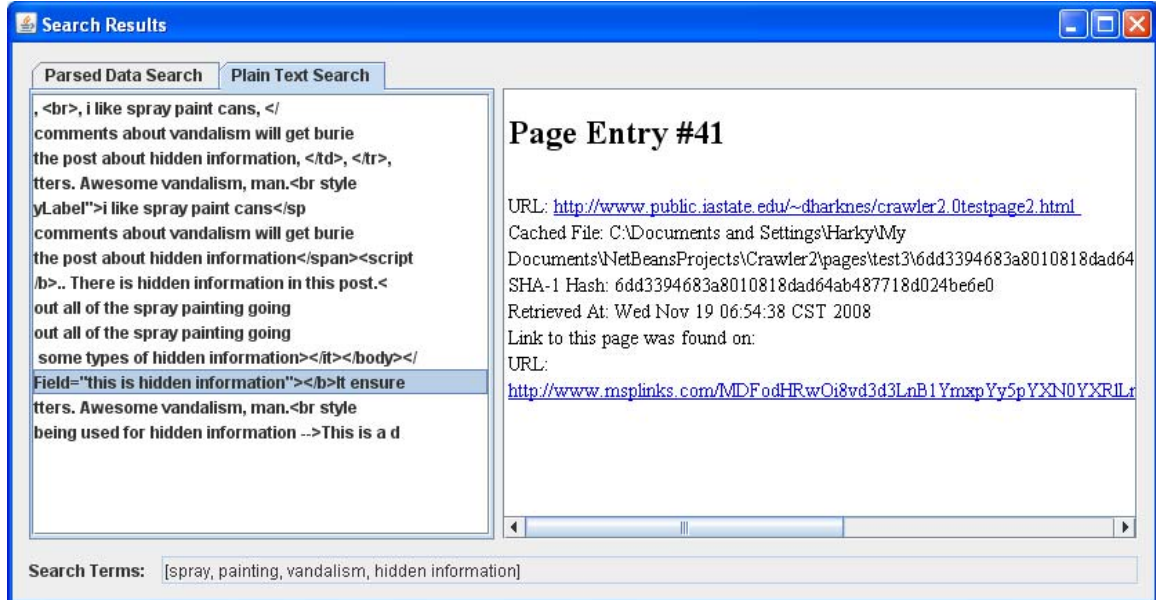 Search Results
Parsed Data Search
Plain Text Search
, <br>, i like spray paint cans, </
comments about vandalism will get burie
the post about hidden information, </td>, </tr>,
tters. Awesome vandalism, man.<br style
yLabel">i like spray paint cans</sp
comments about vandalism will get burie
the post about hidden information</span><script
/b>.. There is hidden information in this post.<
out all of the spray painting going
out all of the spray painting going
some types of hidden information></it></body></
Field="this is hidden information"></b>It ensure
tters. Awesome vandalism, man.<br style
being used for hidden information -->This is a d
Page Entry #41
URL: http://www.public.iastate.edu/~dharknes/crawler2.0testpage2.html
Cached File: C:\Documents and Settings\Harky\My
Documents\NetBeansProjects\Crawler2\pages\test3\6dd3394683a8010818dad64
SHA-1 Hash: 6dd3394683a8010818dad64ab487718d024be6e0
Retrieved At: Wed Nov 19 06:54:38 CST 2008
Link to this page was found on:
URL:
http://www.msplinks.com/MDFodHRwOi8vd3d3LnB1YmxpYy5pYXN0YXRlLm
Search Terms: [spray, painting, vandalism, hidden information]